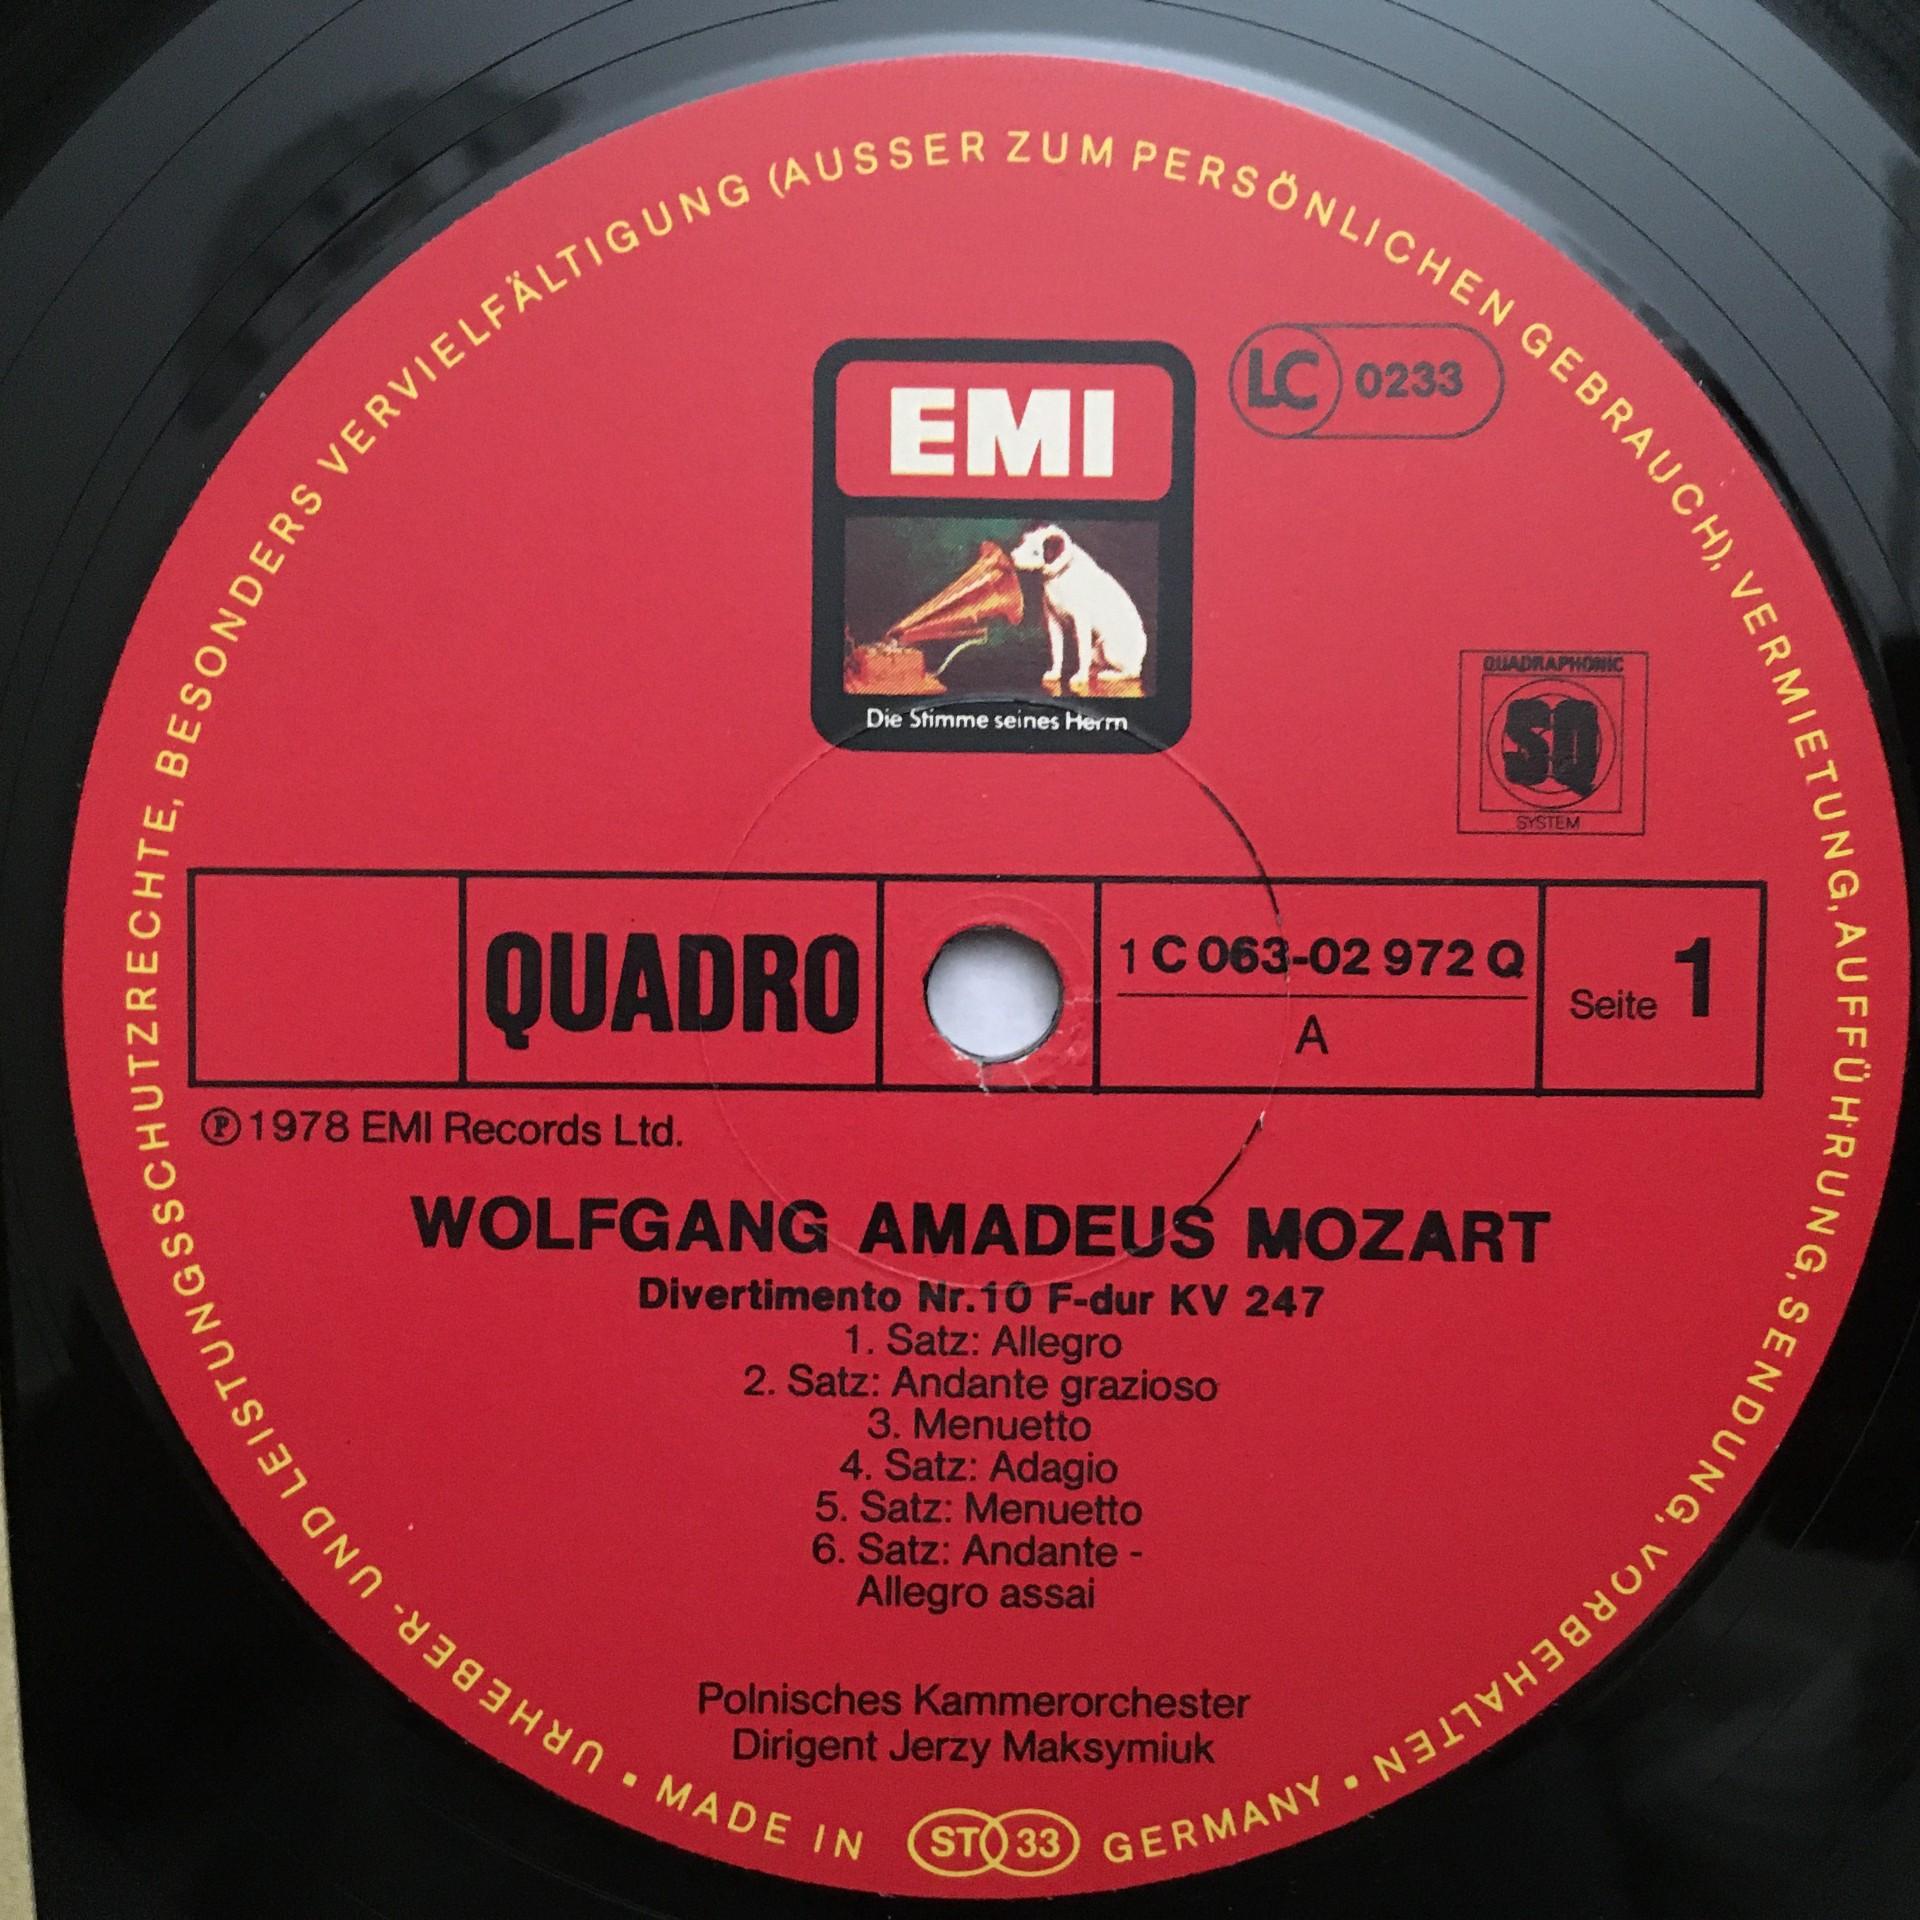 URHEBER- UND LEISTUNGSSCHUTZRECHTE, BESONDERS VERVIELFÄLTIGUNG (AUSSER ZUM PERSÖNLICHEN GEBRAUCH), VERMIETUNG, AUFFÜHRUNG, SENDUNG, VORBEHALTEN •
EMI
LC 0233
Die Stimme seines Herrn
QUADRAPHONIC
SQ
SYSTEM
QUADRO
1 C 063-02 972 Q
A
Seite 1
℗ 1978 EMI Records Ltd.
WOLFGANG AMADEUS MOZART
Divertimento Nr.10 F-dur KV 247
1. Satz: Allegro
2. Satz: Andante grazioso
3. Menuetto
4. Satz: Adagio
5. Satz: Menuetto
6. Satz: Andante -
Allegro assai
Polnisches Kammerorchester
Dirigent Jerzy Maksymiuk
• MADE IN ST 33 GERMANY